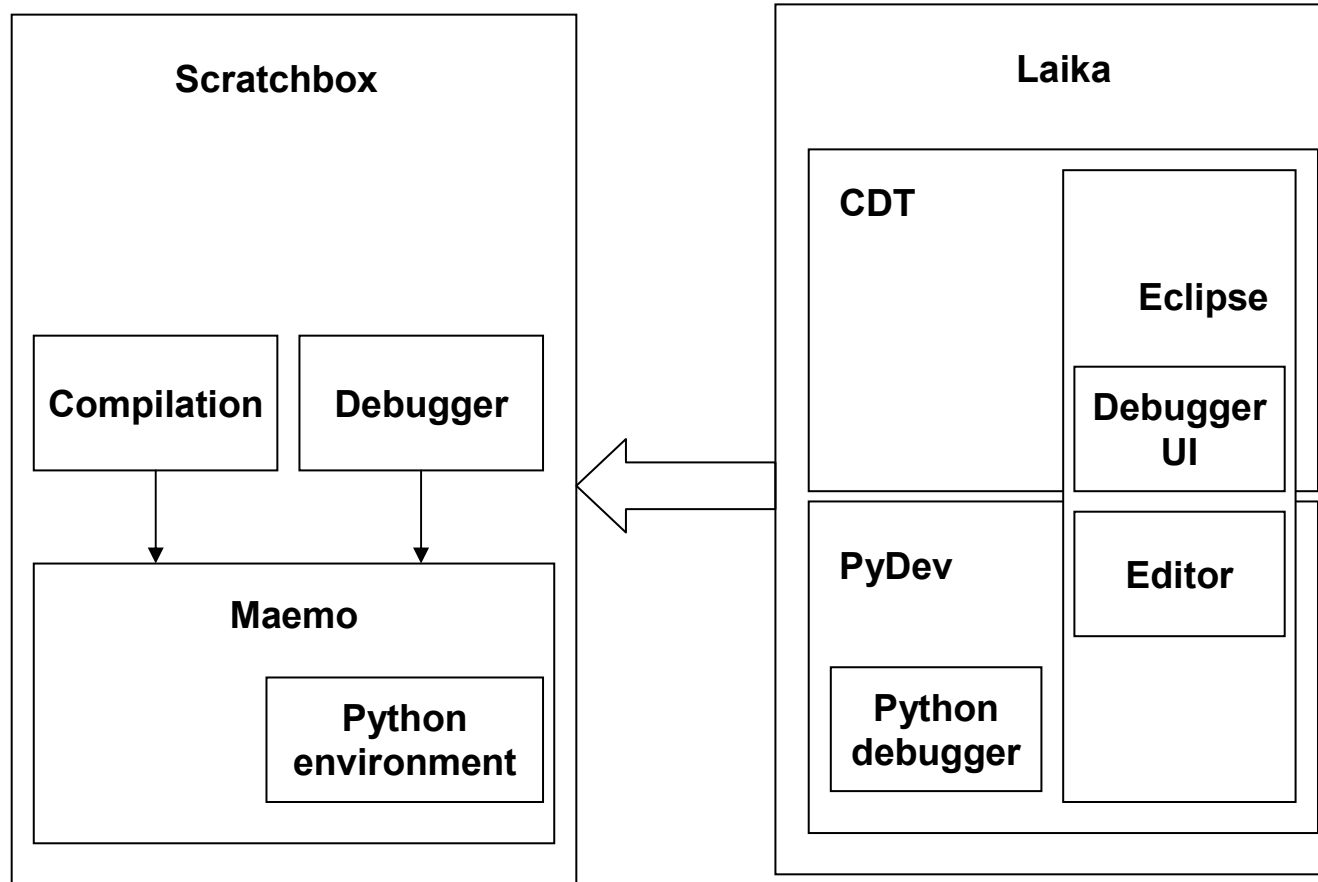 Scratchbox
Compilation
Debugger
Maemo
Python
environment
Laika
CDT
Eclipse
Debugger
UI
PyDev
Editor
Python
debugger